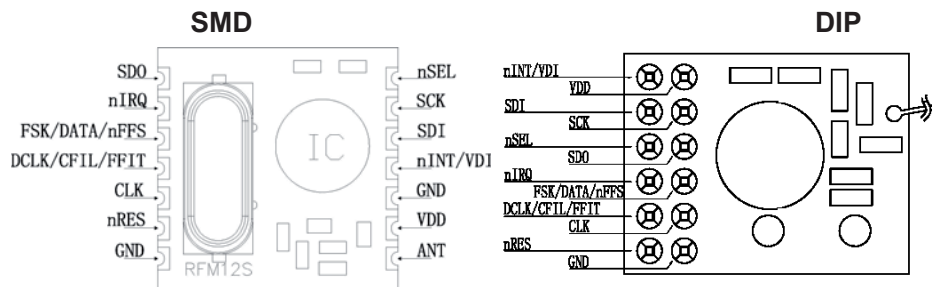 SMD
DIP
SDO
nIRQ
FSK/DATA/nFFS
DCLK/CFIL/FFIT
CLK
nRES
GND
IC
RFM12S
nSEL
SCK
SDI
nINT/VDI
GND
VDD
ANT
nINT/VDI
VDD
SDI
SCK
nSEL
SDO
nIRQ
FSK/DATA/nFFS
DCLK/CFIL/FFIT
CLK
nRES
GND